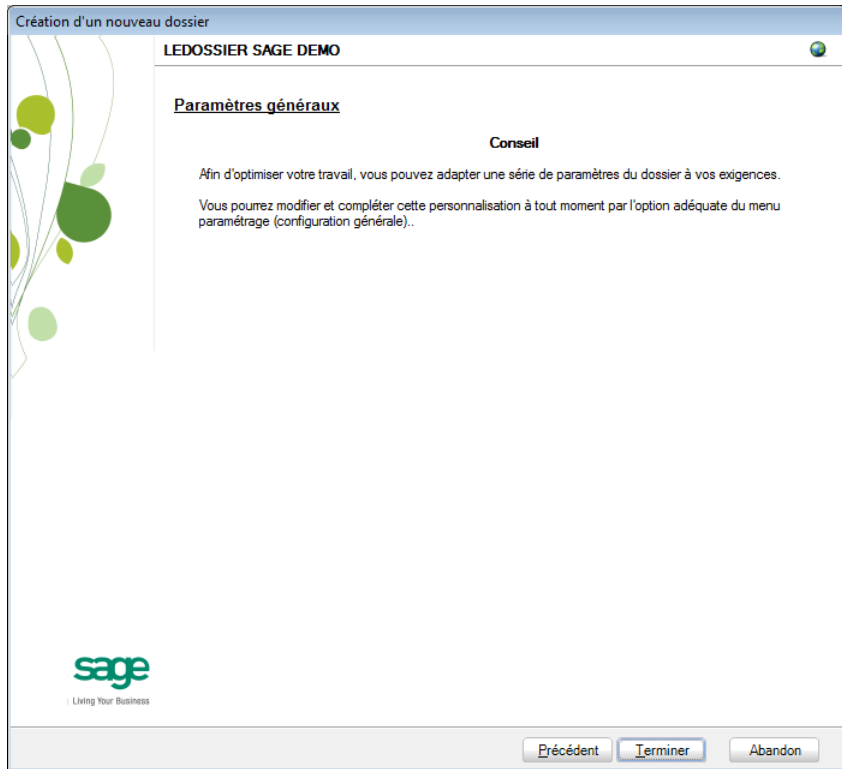 Création d'un nouveau dossier
LEDOSSIER SAGE DEMO
Paramètres généraux
Conseil
Afin d'optimiser votre travail, vous pouvez adapter une série de paramètres du dossier à vos exigences.
Vous pourrez modifier et compléter cette personnalisation à tout moment par l'option adéquate du menu
paramétrage (configuration générale)..
sage
Living Your Business
Précédent
Terminer
Abandon